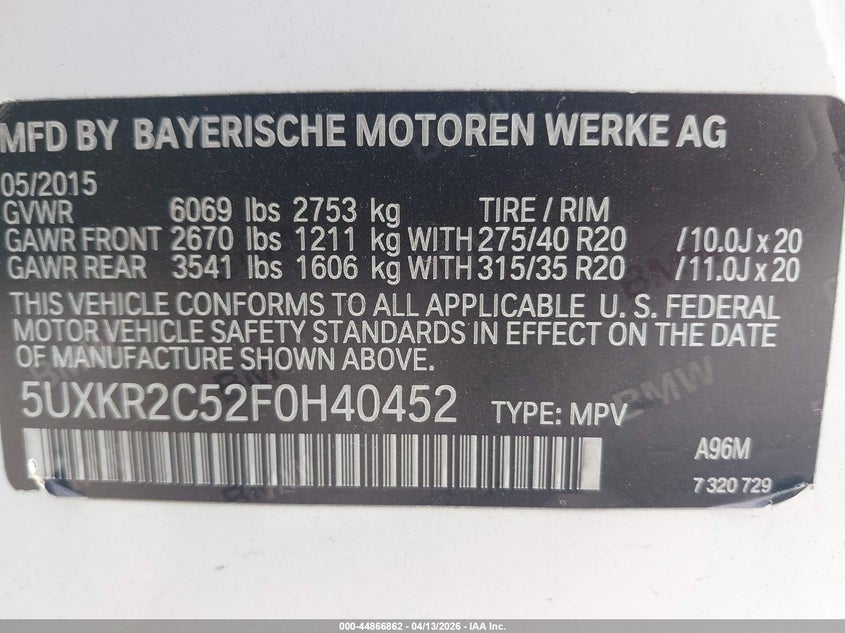 MFD BY BAYERISCHE MOTOREN WERKE AG
05/2015
GVWR 6069 lbs 2753 kg TIRE / RIM
GAWR FRONT 2670 lbs 1211 kg WITH 275/40 R20 /10.0J x 20
GAWR REAR 3541 lbs 1606 kg WITH 315/35 R20 /11.0J x 20
THIS VEHICLE CONFORMS TO ALL APPLICABLE U. S. FEDERAL
MOTOR VEHICLE SAFETY STANDARDS IN EFFECT ON THE DATE
OF MANUFACTURE SHOWN ABOVE.
5UXKR2C52F0H40452 TYPE: MPV
A96M
7 320 729
000-44866862 | 04/13/2026 | IAA Inc.